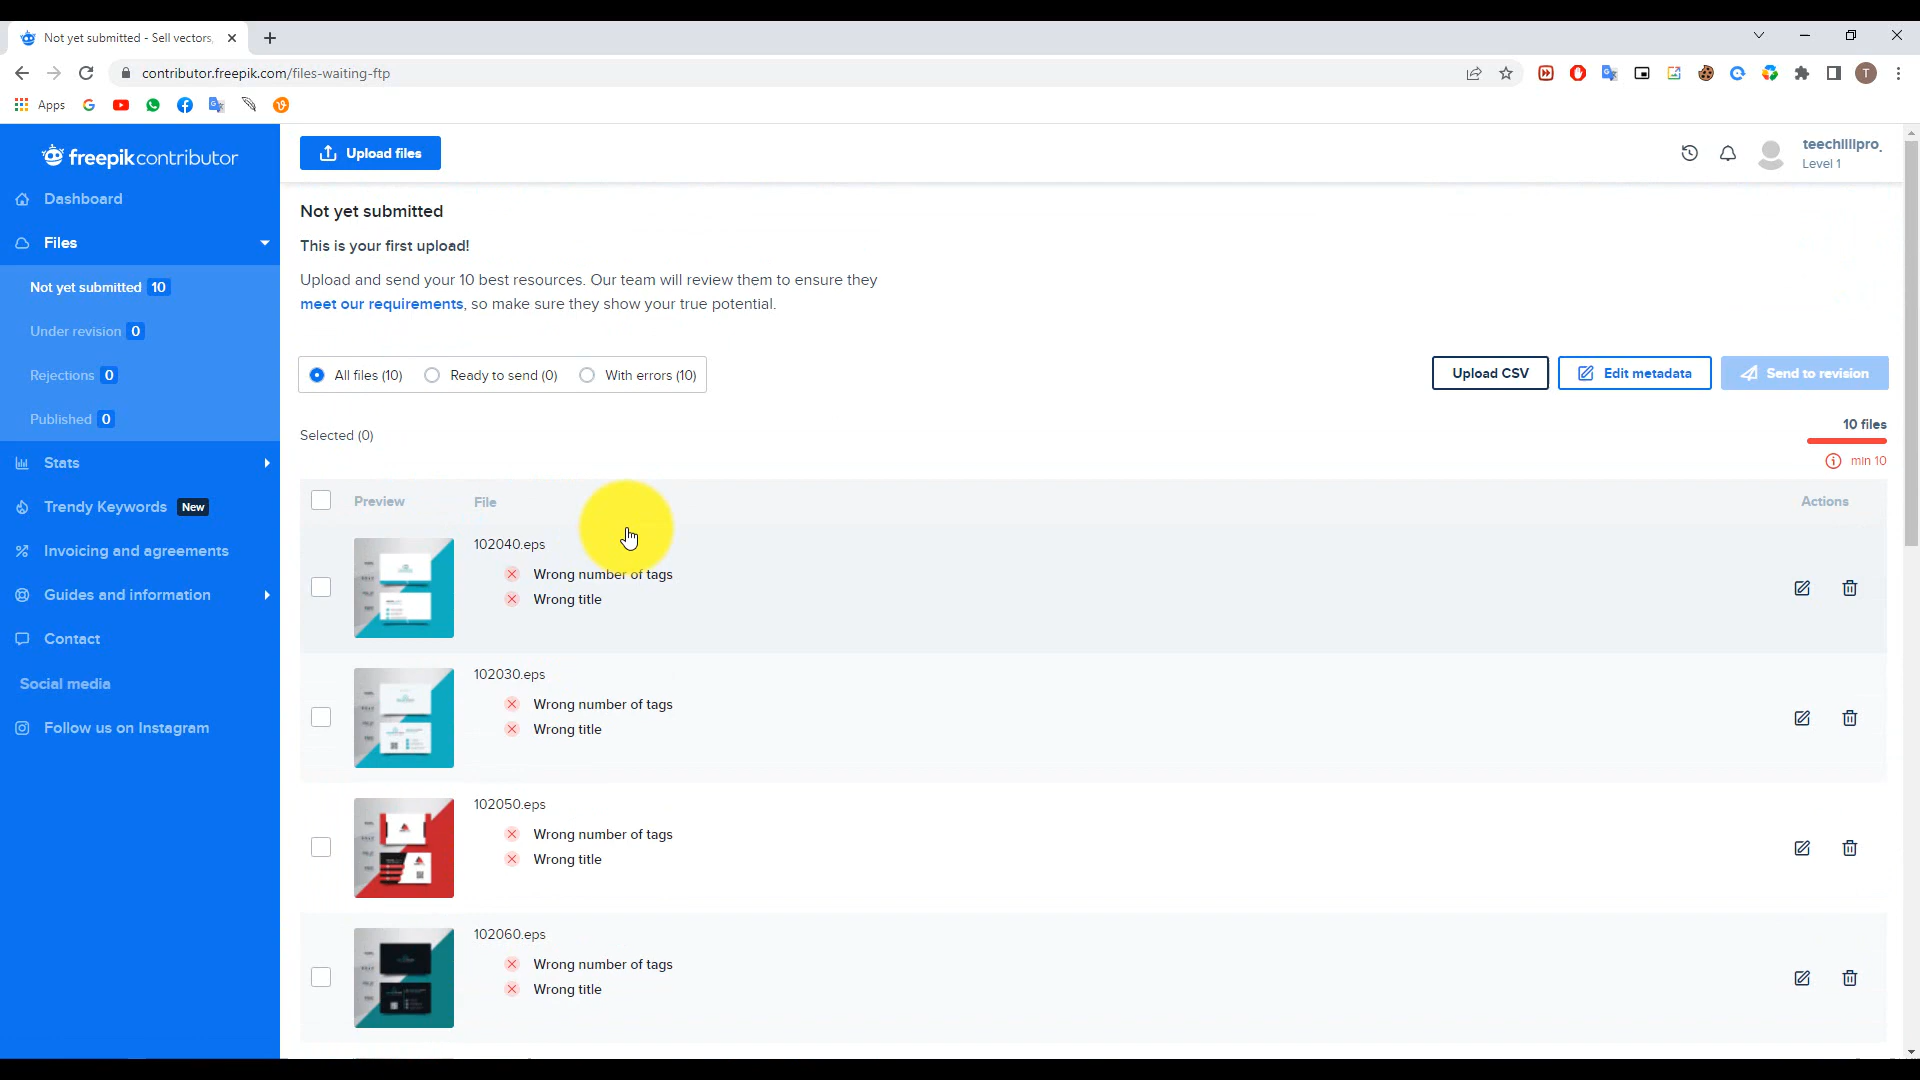 Not yet submitted - Sell vectors,
contributor.freepik.com/files-waiting-ftp
T
Apps
freepikcontributor
Upload files
teechilllpro_
Level 1
Dashboard
Files
Not yet submitted 10
Under revision 0
Rejections 0
Published 0
Stats
Trendy Keywords New
Invoicing and agreements
Guides and information
Contact
Social media
Follow us on Instagram
Not yet submitted
This is your first upload!
Upload and send your 10 best resources. Our team will review them to ensure they
meet our requirements, so make sure they show your true potential.
All files (10) Ready to send (0) With errors (10)
Upload CSV Edit metadata Send to revision
Selected (0)
10 files
min 10
Preview File Actions
102040.eps
Wrong number of tags
Wrong title
102030.eps
Wrong number of tags
Wrong title
102050.eps
Wrong number of tags
Wrong title
102060.eps
Wrong number of tags
Wrong title